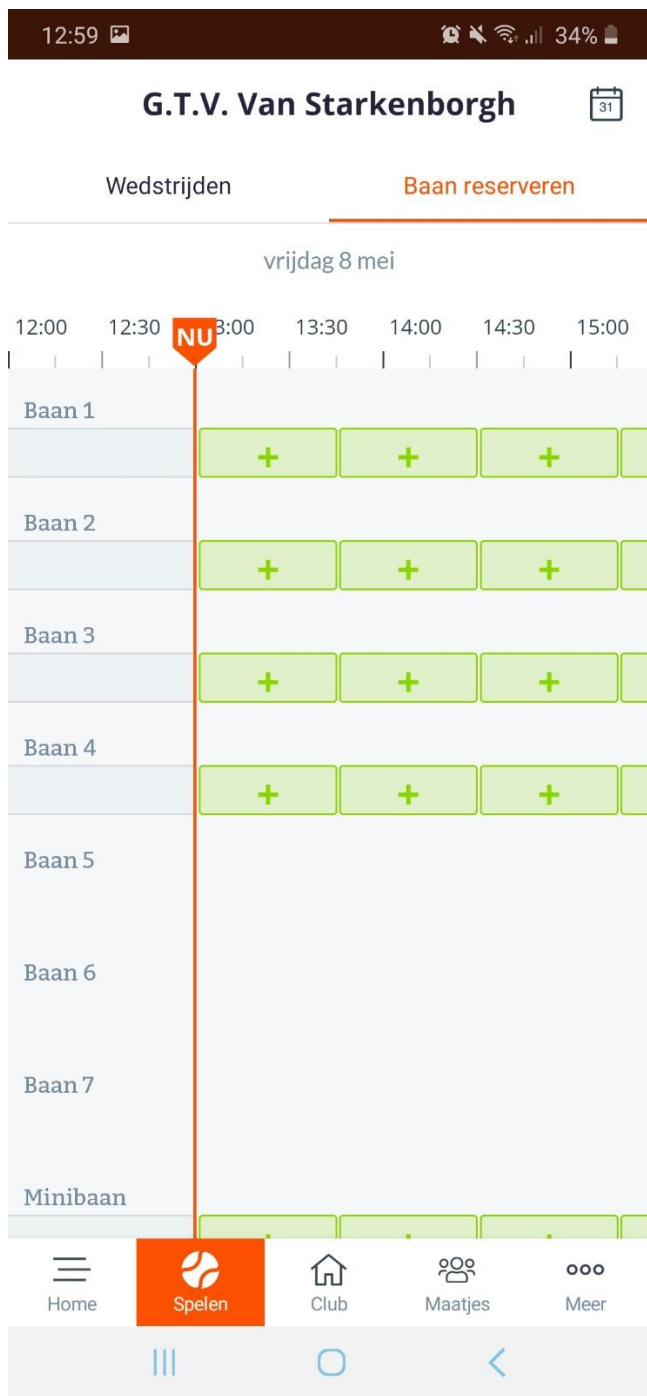 12:59 34%
G.T.V. Van Starkenborgh 31
Wedstrijden Baan reserveren
vrijdag 8 mei
12:00 12:30 NU 3:00 13:30 14:00 14:30 15:00
Baan 1
+ + +
Baan 2
+ + +
Baan 3
+ + +
Baan 4
+ + +
Baan 5
Baan 6
Baan 7
Minibaan
Home Spelen Club Maatjes Meer